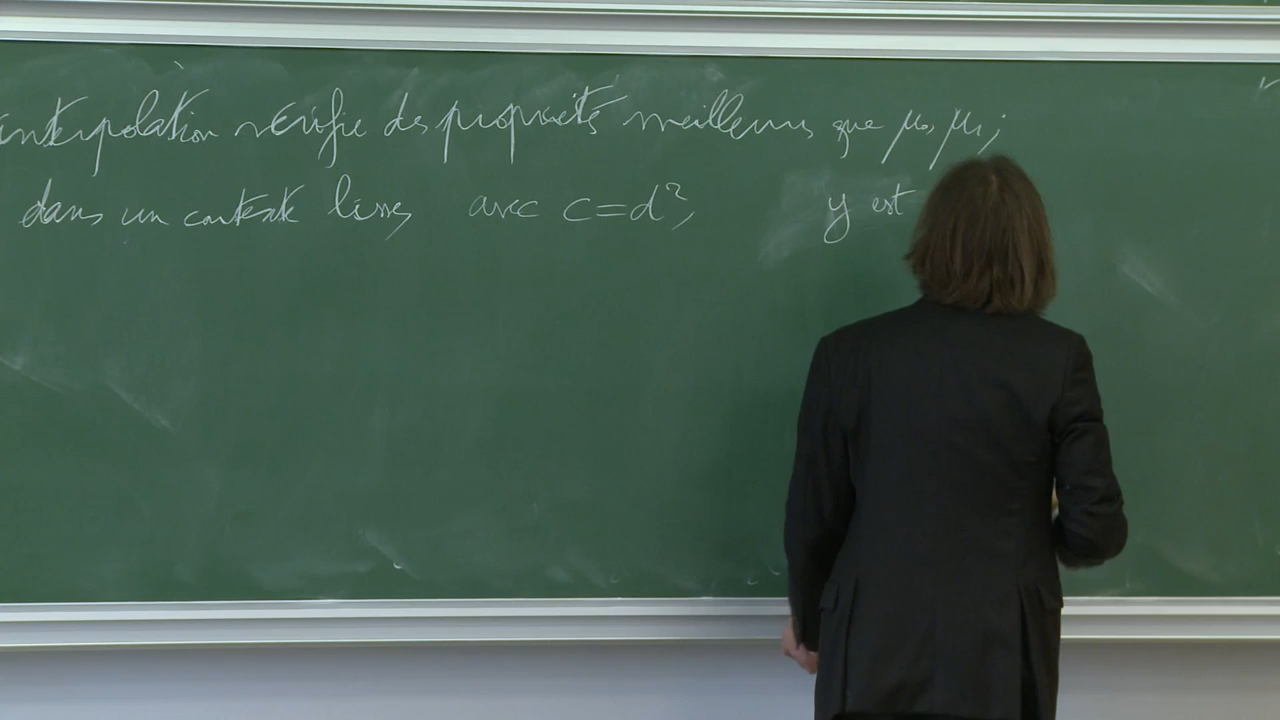 interpolation vérifie des propriétés meilleures que μ₀, μ₁ ;
dans un contexte lisse, avec c=d², y est